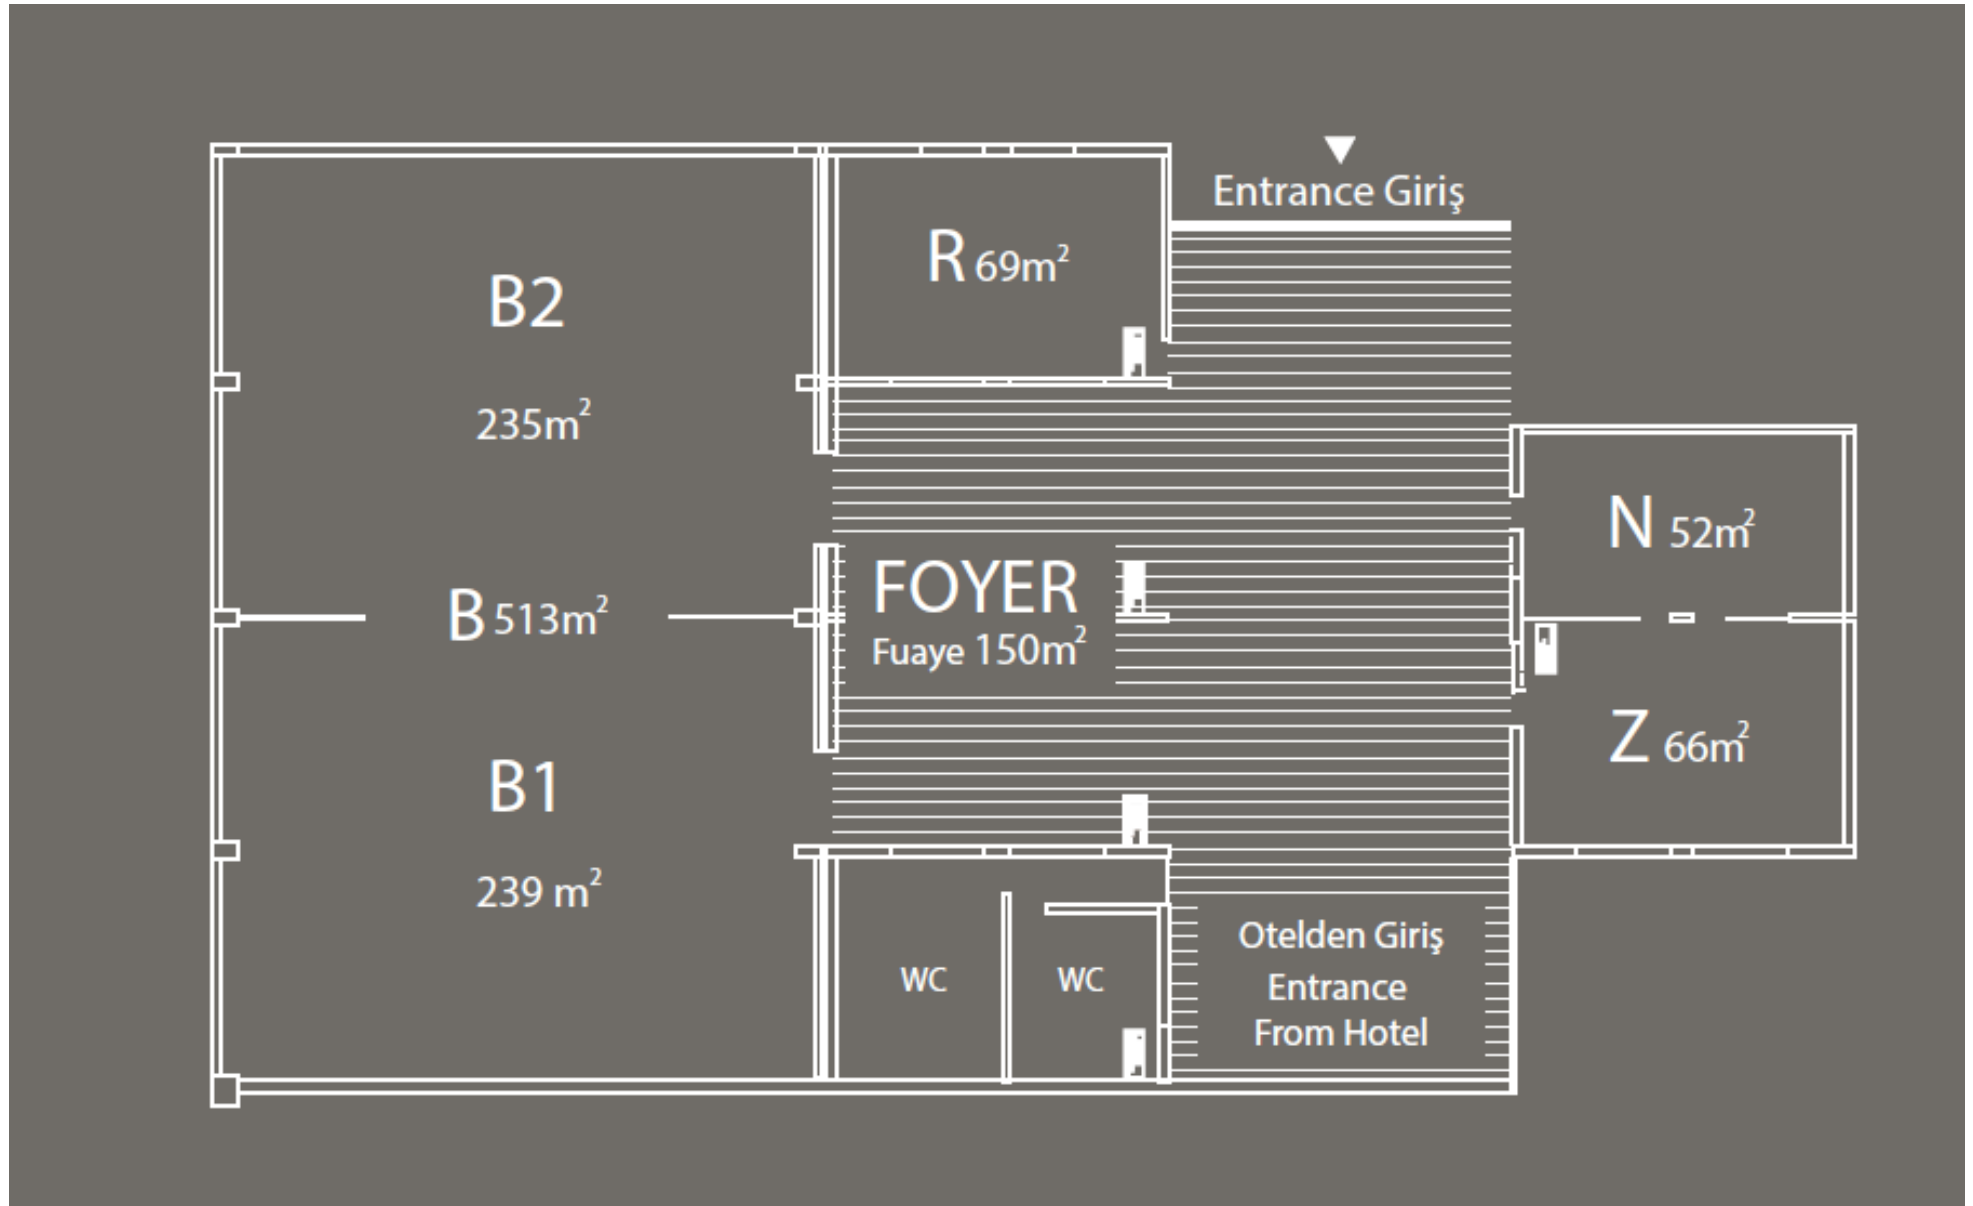 Entrance Giriş
R 69m²
B2
235m²
N 52m²
FOYER
Fuaye 150m²
B 513m²
Z 66m²
B1
239 m²
WC
WC
Otelden Giriş
Entrance
From Hotel